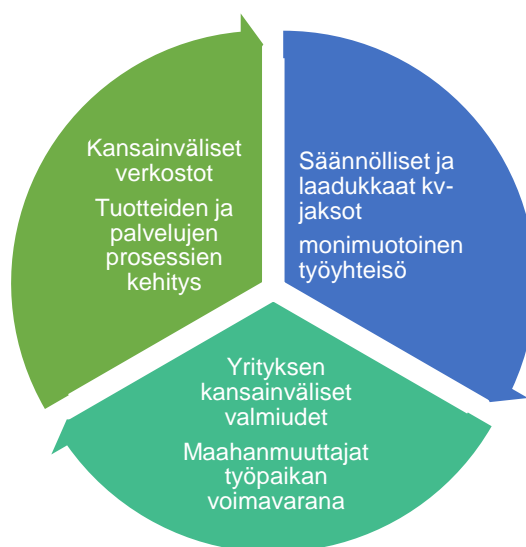 Kansainväliset
verkostot
Tuotteiden ja
palvelujen
prosessien
kehitys
Säännölliset ja
laadukkaat kv-
jaksot
monimuotoinen
työyhteisö
Yrityksen
kansainväliset
valmiudet
Maahanmuuttajat
työpaikan
voimavarana